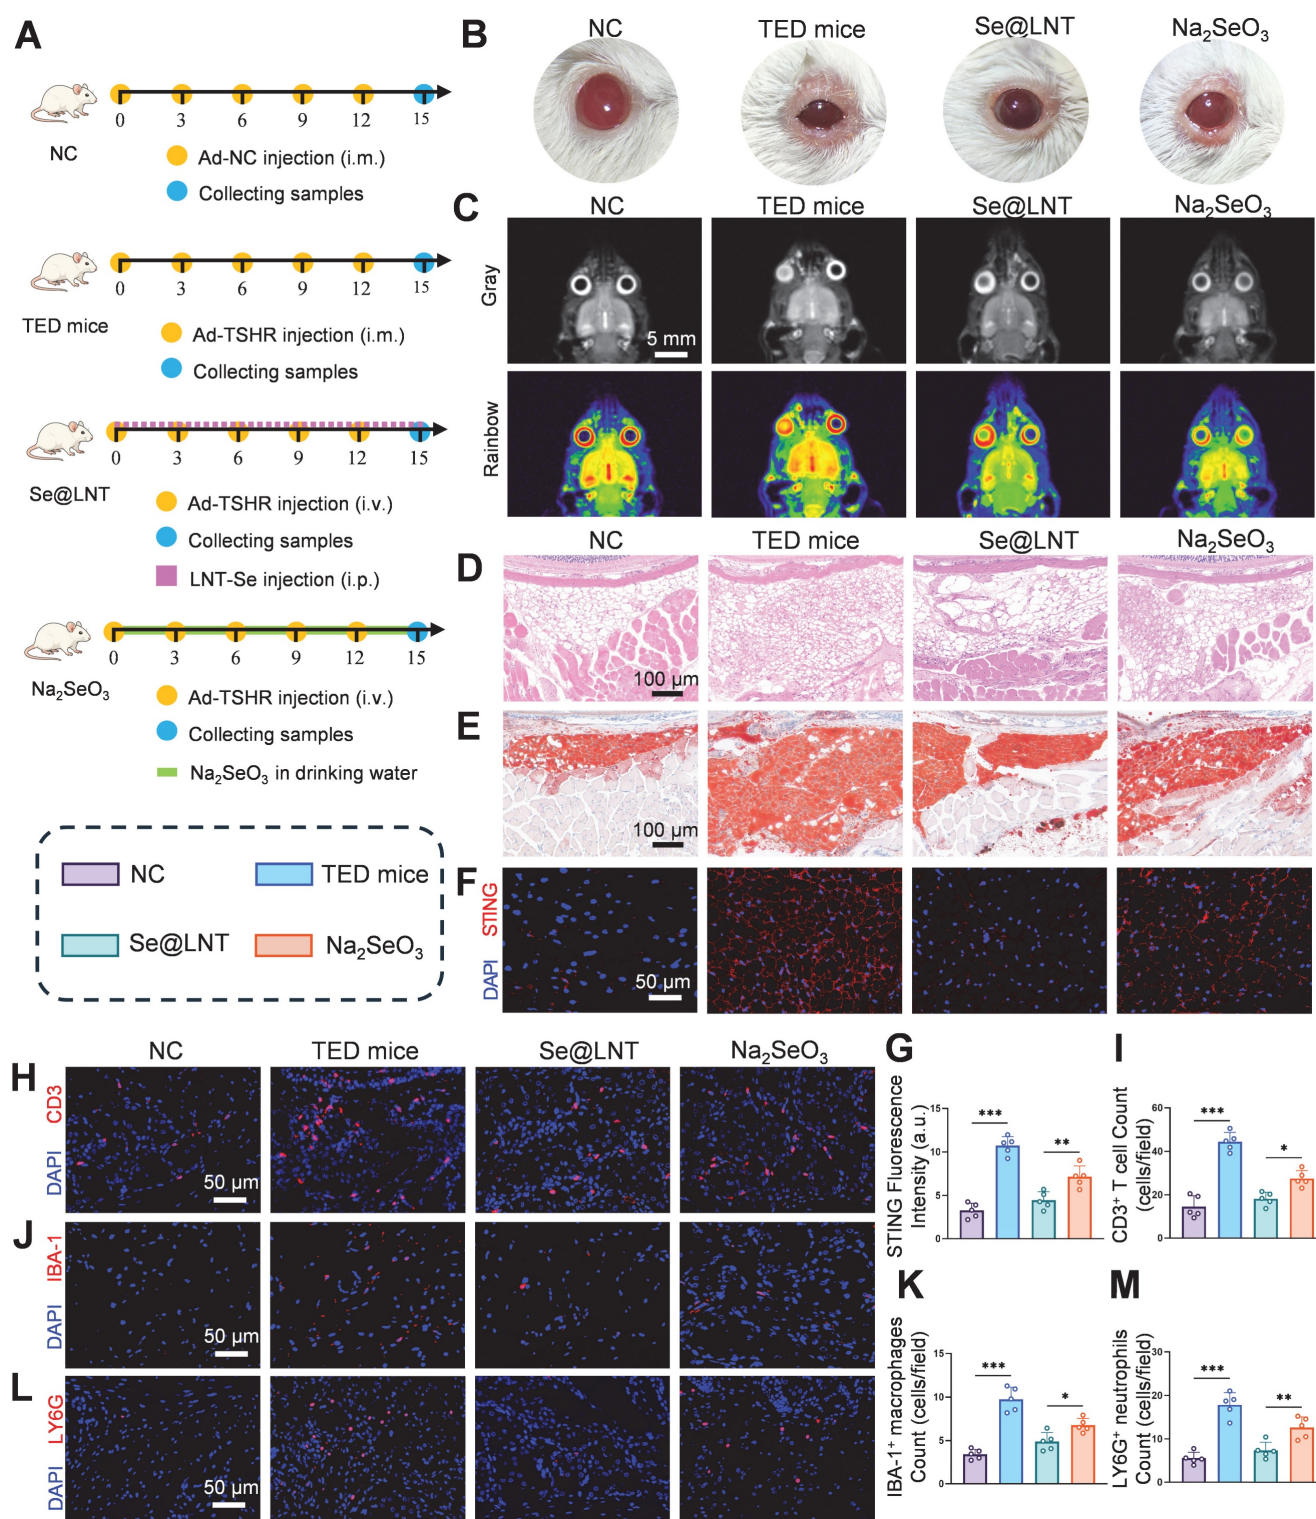 A
0 3 6 9 12 15
NC
Ad-NC injection (i.m.)
Collecting samples
0 3 6 9 12 15
TED mice
Ad-TSHR injection (i.m.)
Collecting samples
0 3 6 9 12 15
Se@LNT
Ad-TSHR injection (i.v.)
Collecting samples
LNT-Se injection (i.p.)
0 3 6 9 12 15
Na₂SeO₃
Ad-TSHR injection (i.v.)
Collecting samples
Na₂SeO₃ in drinking water
NC TED mice
Se@LNT Na₂SeO₃
B
NC TED mice Se@LNT Na₂SeO₃
C
NC TED mice Se@LNT Na₂SeO₃
Gray
5 mm
Rainbow
NC TED mice Se@LNT Na₂SeO₃
D
100 µm
E
100 µm
F
DAPI STING
50 µm
NC TED mice Se@LNT Na₂SeO₃
H
DAPI CD3
50 µm
J
DAPI IBA-1
50 µm
L
DAPI LY6G
50 µm
G
STING Fluorescence
Intensity (a.u.)
15
10
5
0
*** **
I
CD3⁺ T cell Count
(cells/field)
60
40
20
0
*** *
K
IBA-1⁺ macrophages
Count (cells/field)
15
10
5
0
*** *
M
LY6G⁺ neutrophils
Count (cells/field)
30
20
10
0
*** **